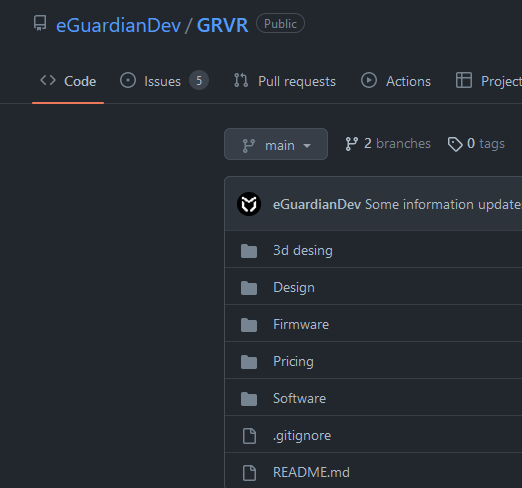 eGuardianDev / GRVR Public
Code Issues 5 Pull requests Actions Project
main 2 branches 0 tags
eGuardianDev Some information update
3d desing
Design
Firmware
Pricing
Software
.gitignore
README.md